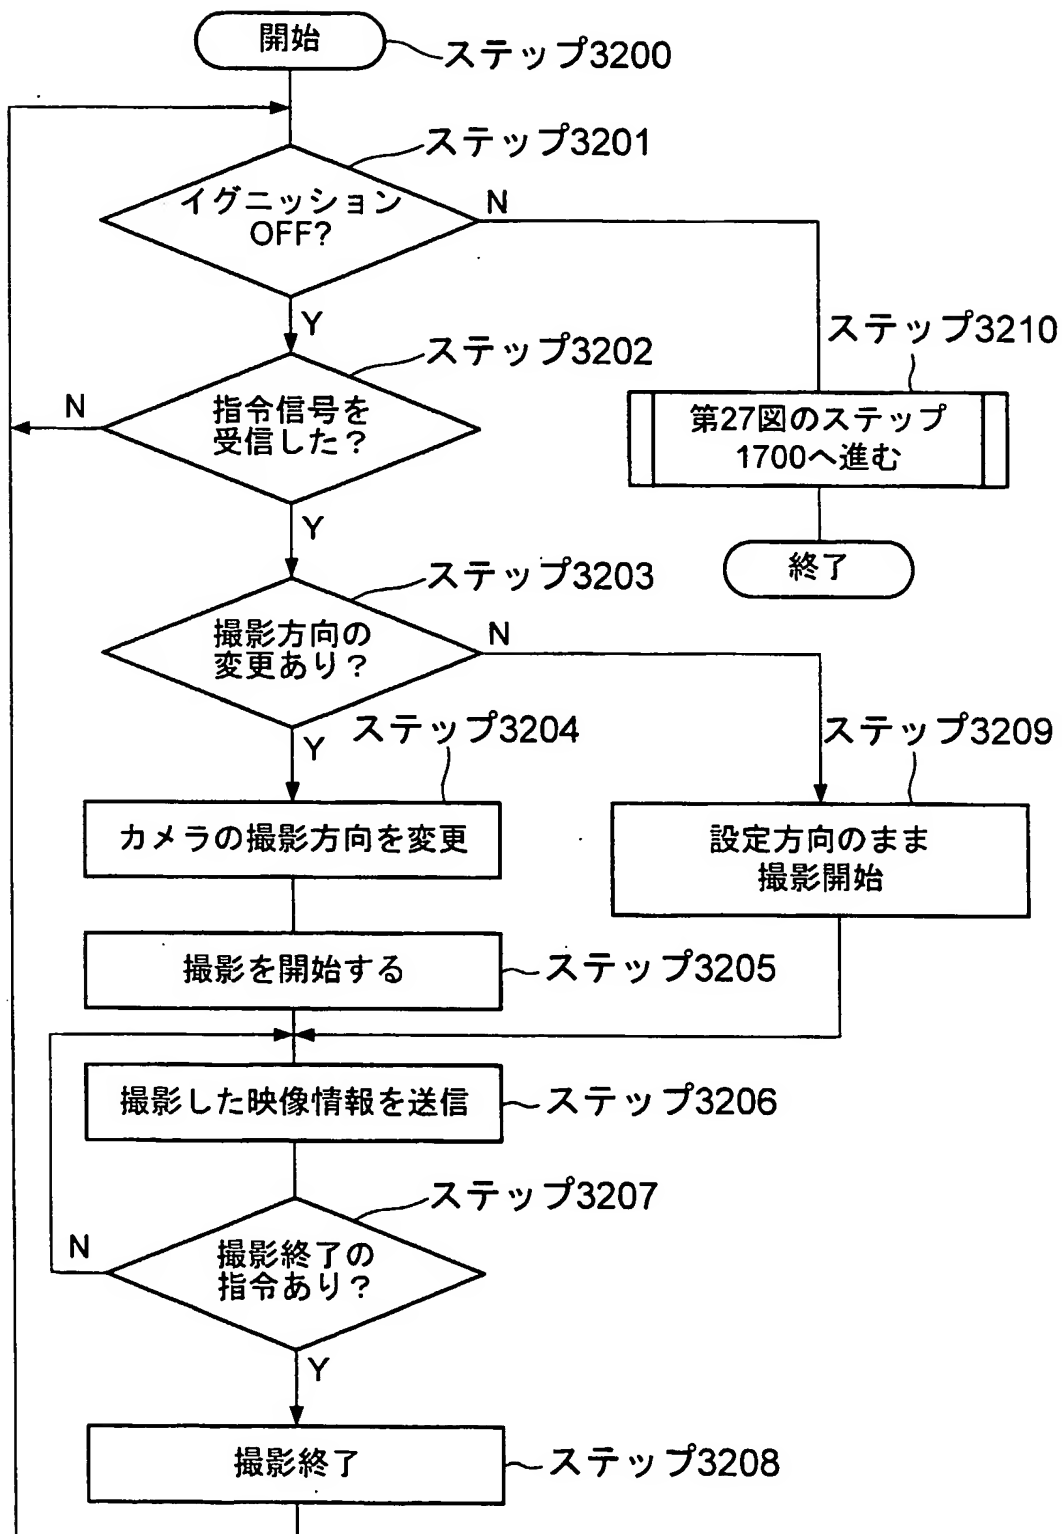 開始
ステップ3200
ステップ3201
イグニッション
OFF?
N
Y
ステップ3210
ステップ3202
N
指令信号を
受信した？
第27図のステップ
1700へ進む
Y
終了
ステップ3203
撮影方向の
変更あり？
N
Y
ステップ3204
ステップ3209
カメラの撮影方向を変更
設定方向のまま
撮影開始
撮影を開始する
ステップ3205
撮影した映像情報を送信
ステップ3206
ステップ3207
N
撮影終了の
指令あり？
Y
撮影終了
ステップ3208